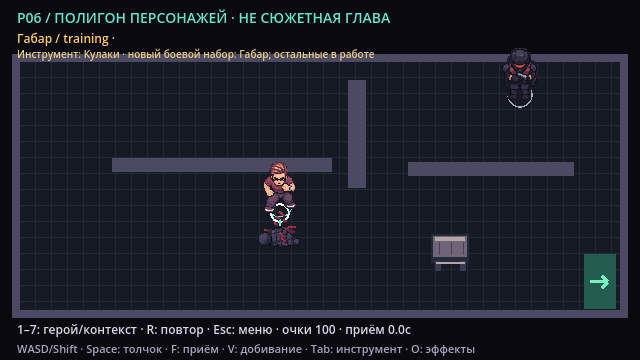 P06 / ПОЛИГОН ПЕРСОНАЖЕЙ · НЕ СЮЖЕТНАЯ ГЛАВА
Габар / training ·
Инструмент: Кулаки · новый боевой набор: Габар; остальные в работе
1–7: герой/контекст · R: повтор · Esc: меню · очки 100 · приём 0.0с
WASD/Shift · Space: толчок · F: приём · V: добивание · Tab: инструмент · O: эффекты